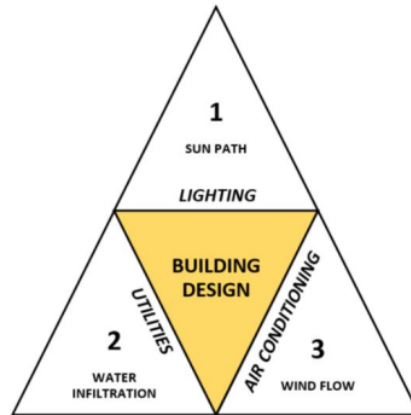 1
SUN PATH
LIGHTING
BUILDING
DESIGN
UTILITIES
AIR CONDITIONING
2
WATER
INFILTRATION
3
WIND FLOW